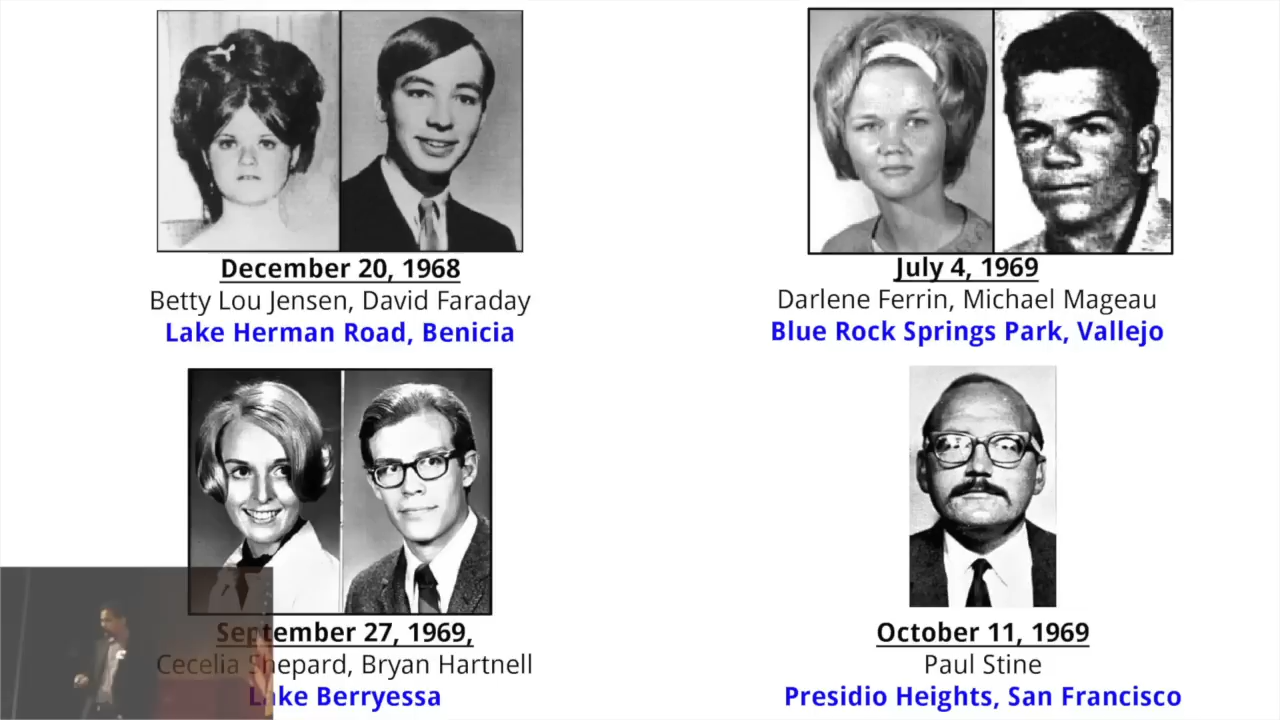 December 20, 1968
Betty Lou Jensen, David Faraday
Lake Herman Road, Benicia
July 4, 1969
Darlene Ferrin, Michael Mageau
Blue Rock Springs Park, Vallejo
September 27, 1969,
Cecelia Shepard, Bryan Hartnell
Lake Berryessa
October 11, 1969
Paul Stine
Presidio Heights, San Francisco